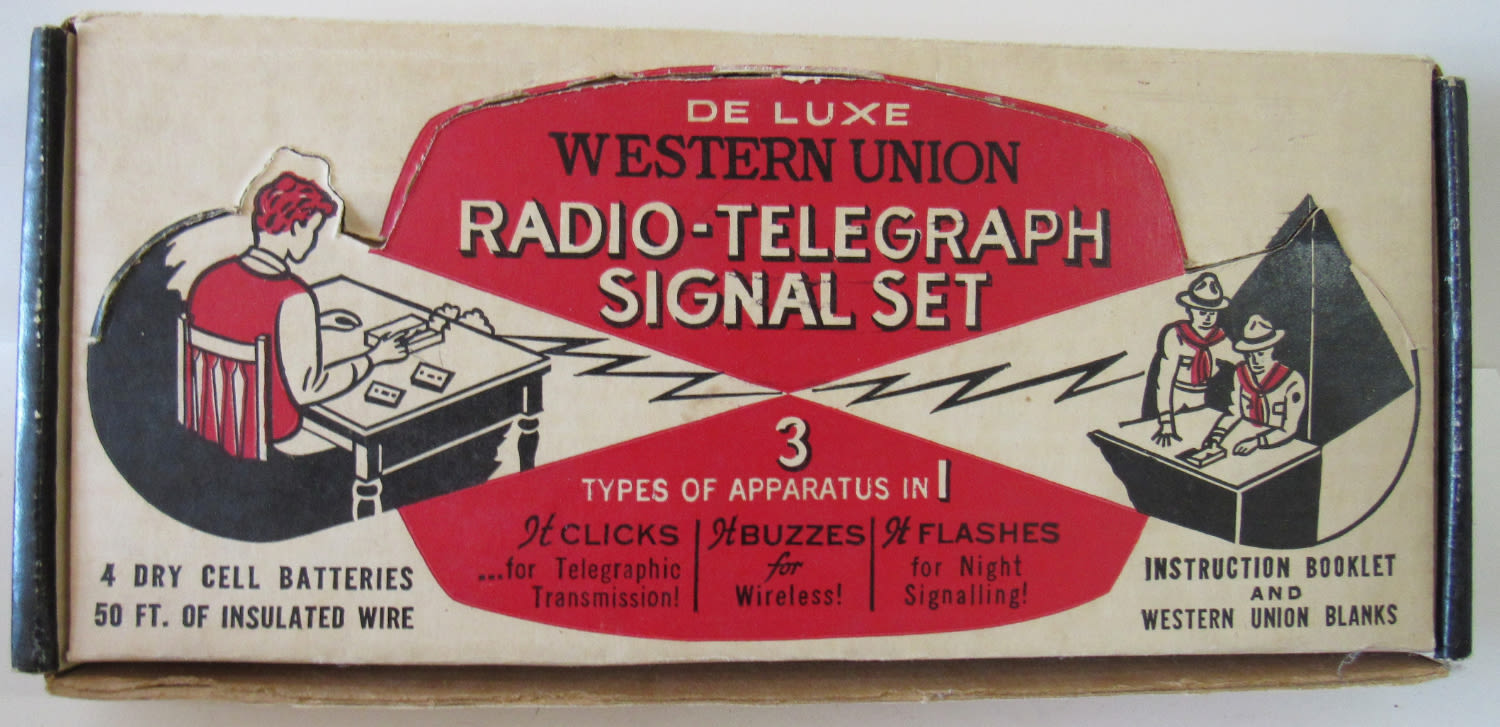 DE LUXE
WESTERN UNION
RADIO-TELEGRAPH
SIGNAL SET
3
TYPES OF APPARATUS IN 1
It CLICKS
...for Telegraphic
Transmission!
It BUZZES
for
Wireless!
It FLASHES
for Night
Signalling!
4 DRY CELL BATTERIES
50 FT. OF INSULATED WIRE
INSTRUCTION BOOKLET
AND
WESTERN UNION BLANKS